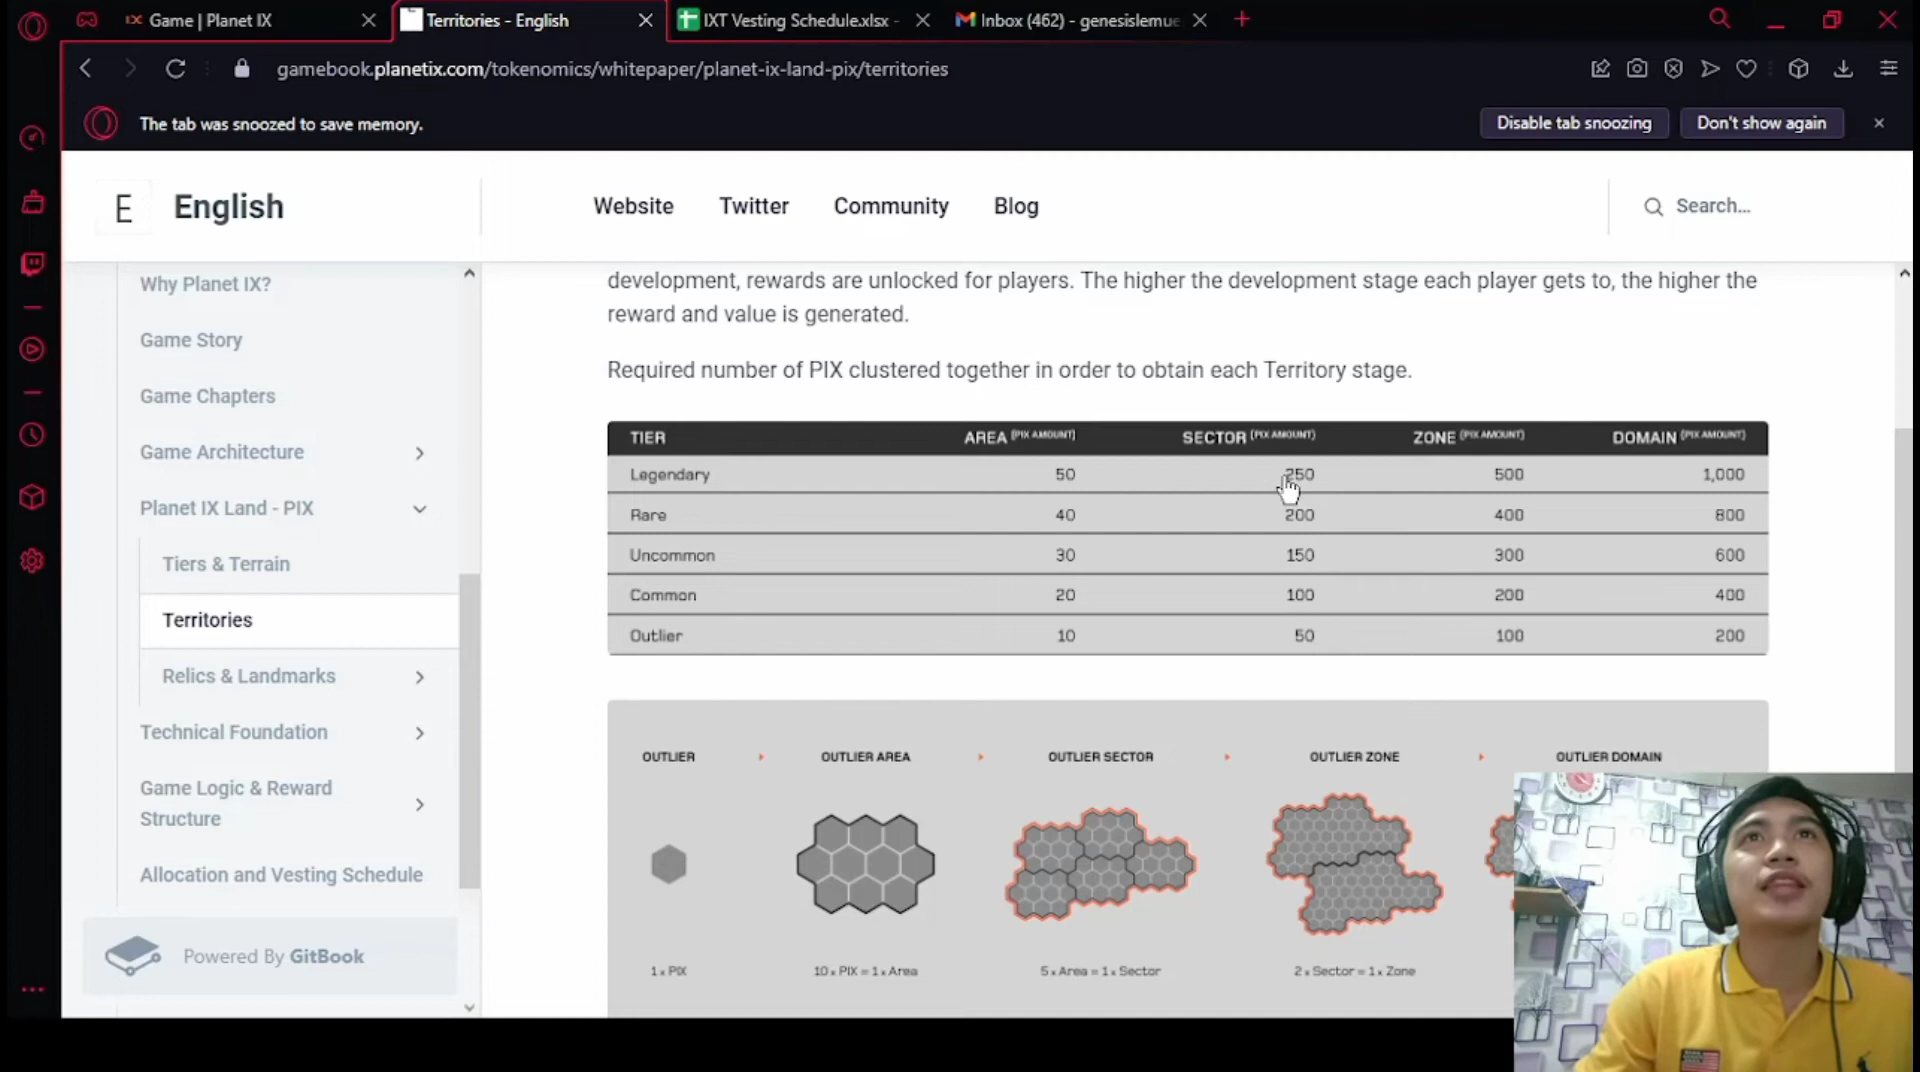 Game | Planet IX
Territories - English
IXT Vesting Schedule.xlsx -
Inbox (462) - genesislemue
gamebook.planetix.com/tokenomics/whitepaper/planet-ix-land-pix/territories
The tab was snoozed to save memory.
Disable tab snoozing
Don't show again
E English
Website Twitter Community Blog
Search...
Why Planet IX?
Game Story
Game Chapters
Game Architecture
Planet IX Land - PIX
Tiers & Terrain
Territories
Relics & Landmarks
Technical Foundation
Game Logic & Reward
Structure
Allocation and Vesting Schedule
Powered By GitBook
development, rewards are unlocked for players. The higher the development stage each player gets to, the higher the
reward and value is generated.
Required number of PIX clustered together in order to obtain each Territory stage.
TIER AREA (PIX AMOUNT) SECTOR (PIX AMOUNT) ZONE (PIX AMOUNT) DOMAIN (PIX AMOUNT)
Legendary 50 250 500 1,000
Rare 40 200 400 800
Uncommon 30 150 300 600
Common 20 100 200 400
Outlier 10 50 100 200
OUTLIER OUTLIER AREA OUTLIER SECTOR OUTLIER ZONE OUTLIER DOMAIN
1 x PIX 10 x PIX = 1 x Area 5 x Area = 1 x Sector 2 x Sector = 1 x Zone